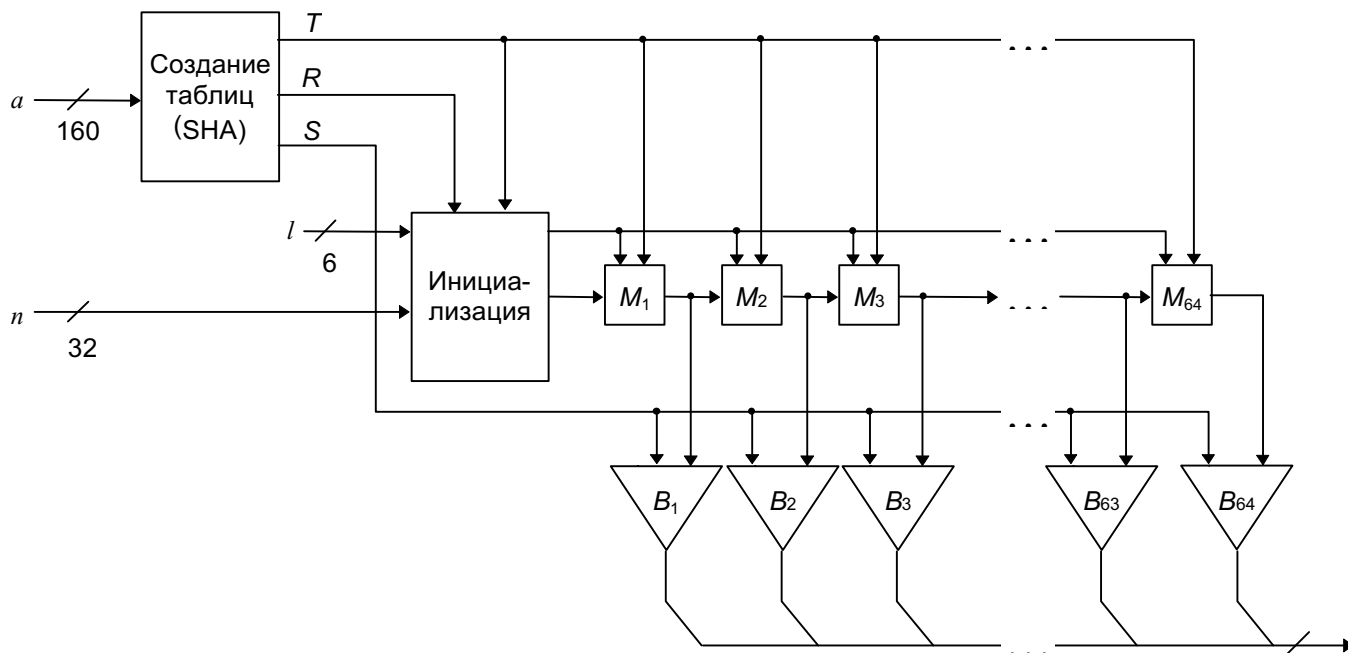 T
Создание
таблиц
(SHA)
R
a
160
S
l
6
Инициа-
лизация
n
32
M1
M2
M3
. . .
M64
B1
B2
B3
B63
B64
. . .
. . .
. . .
. . .